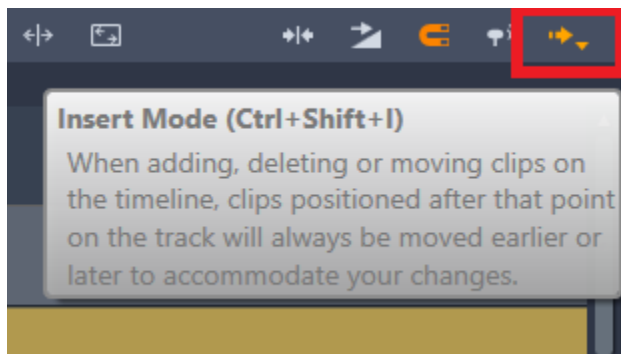 Insert Mode (Ctrl+Shift+I)
When adding, deleting or moving clips on
the timeline, clips positioned after that point
on the track will always be moved earlier or
later to accommodate your changes.